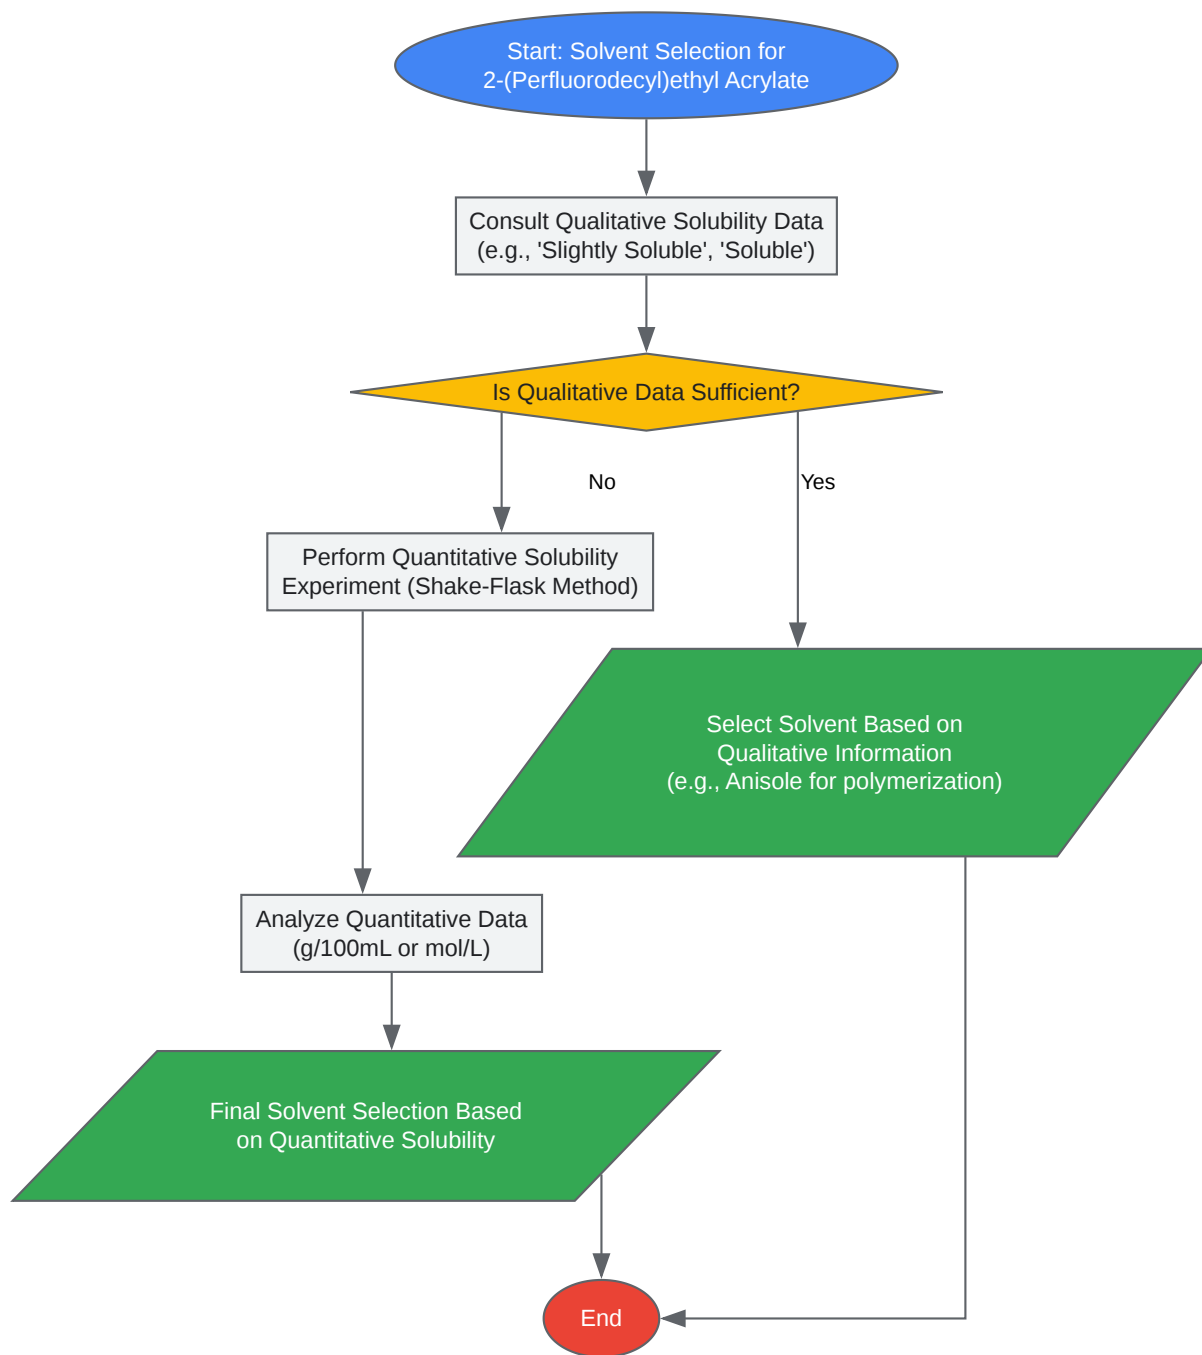 Start: Solvent Selection for
2-(Perfluorodecyl)ethyl Acrylate
Consult Qualitative Solubility Data
(e.g., 'Slightly Soluble', 'Soluble')
Is Qualitative Data Sufficient?
No
Yes
Perform Quantitative Solubility
Experiment (Shake-Flask Method)
Select Solvent Based on
Qualitative Information
(e.g., Anisole for polymerization)
Analyze Quantitative Data
(g/100mL or mol/L)
Final Solvent Selection Based
on Quantitative Solubility
End